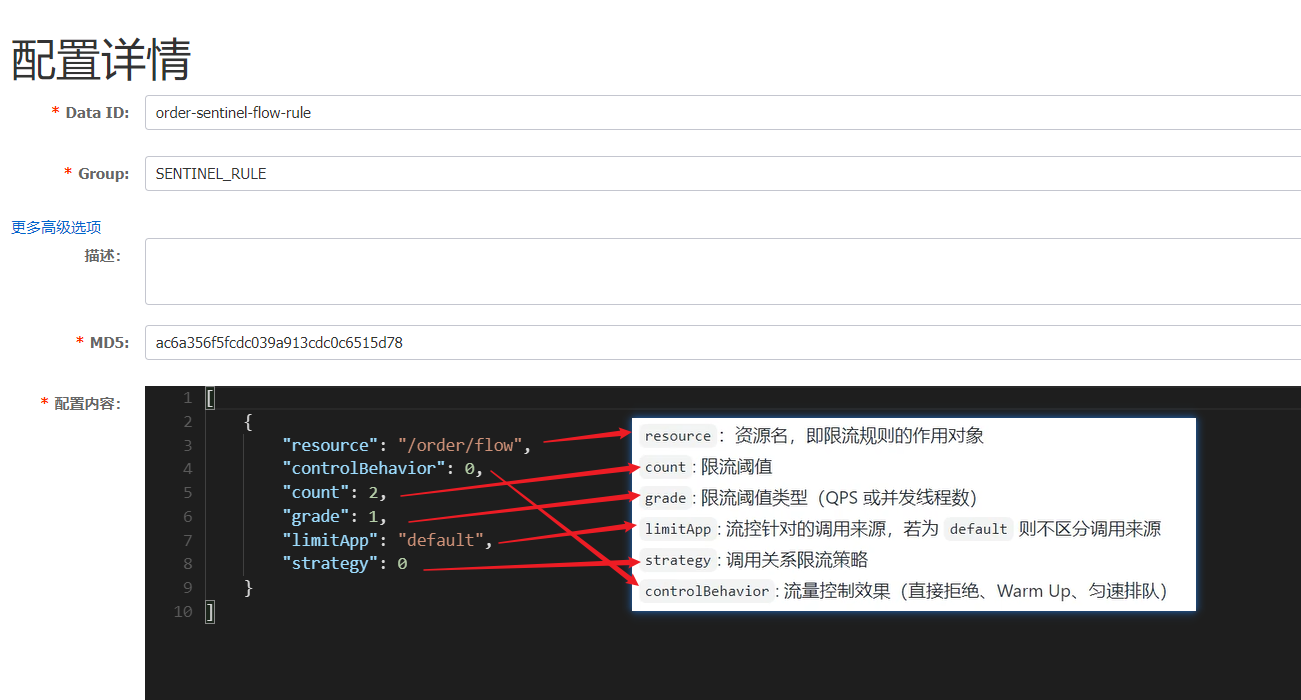 配置详情
* Data ID: order-sentinel-flow-rule
* Group: SENTINEL_RULE
更多高级选项
描述:
* MD5: ac6a356f5fcdc039a913cdc0c6515d78
* 配置内容:
1 [
2 {
3 "resource": "/order/flow",
4 "controlBehavior": 0,
5 "count": 2,
6 "grade": 1,
7 "limitApp": "default",
8 "strategy": 0
9 }
10 ]
resource：资源名，即限流规则的作用对象
count: 限流阈值
grade: 限流阈值类型（QPS 或并发线程数）
limitApp: 流控针对的调用来源，若为 default 则不区分调用来源
strategy: 调用关系限流策略
controlBehavior: 流量控制效果（直接拒绝、Warm Up、匀速排队）